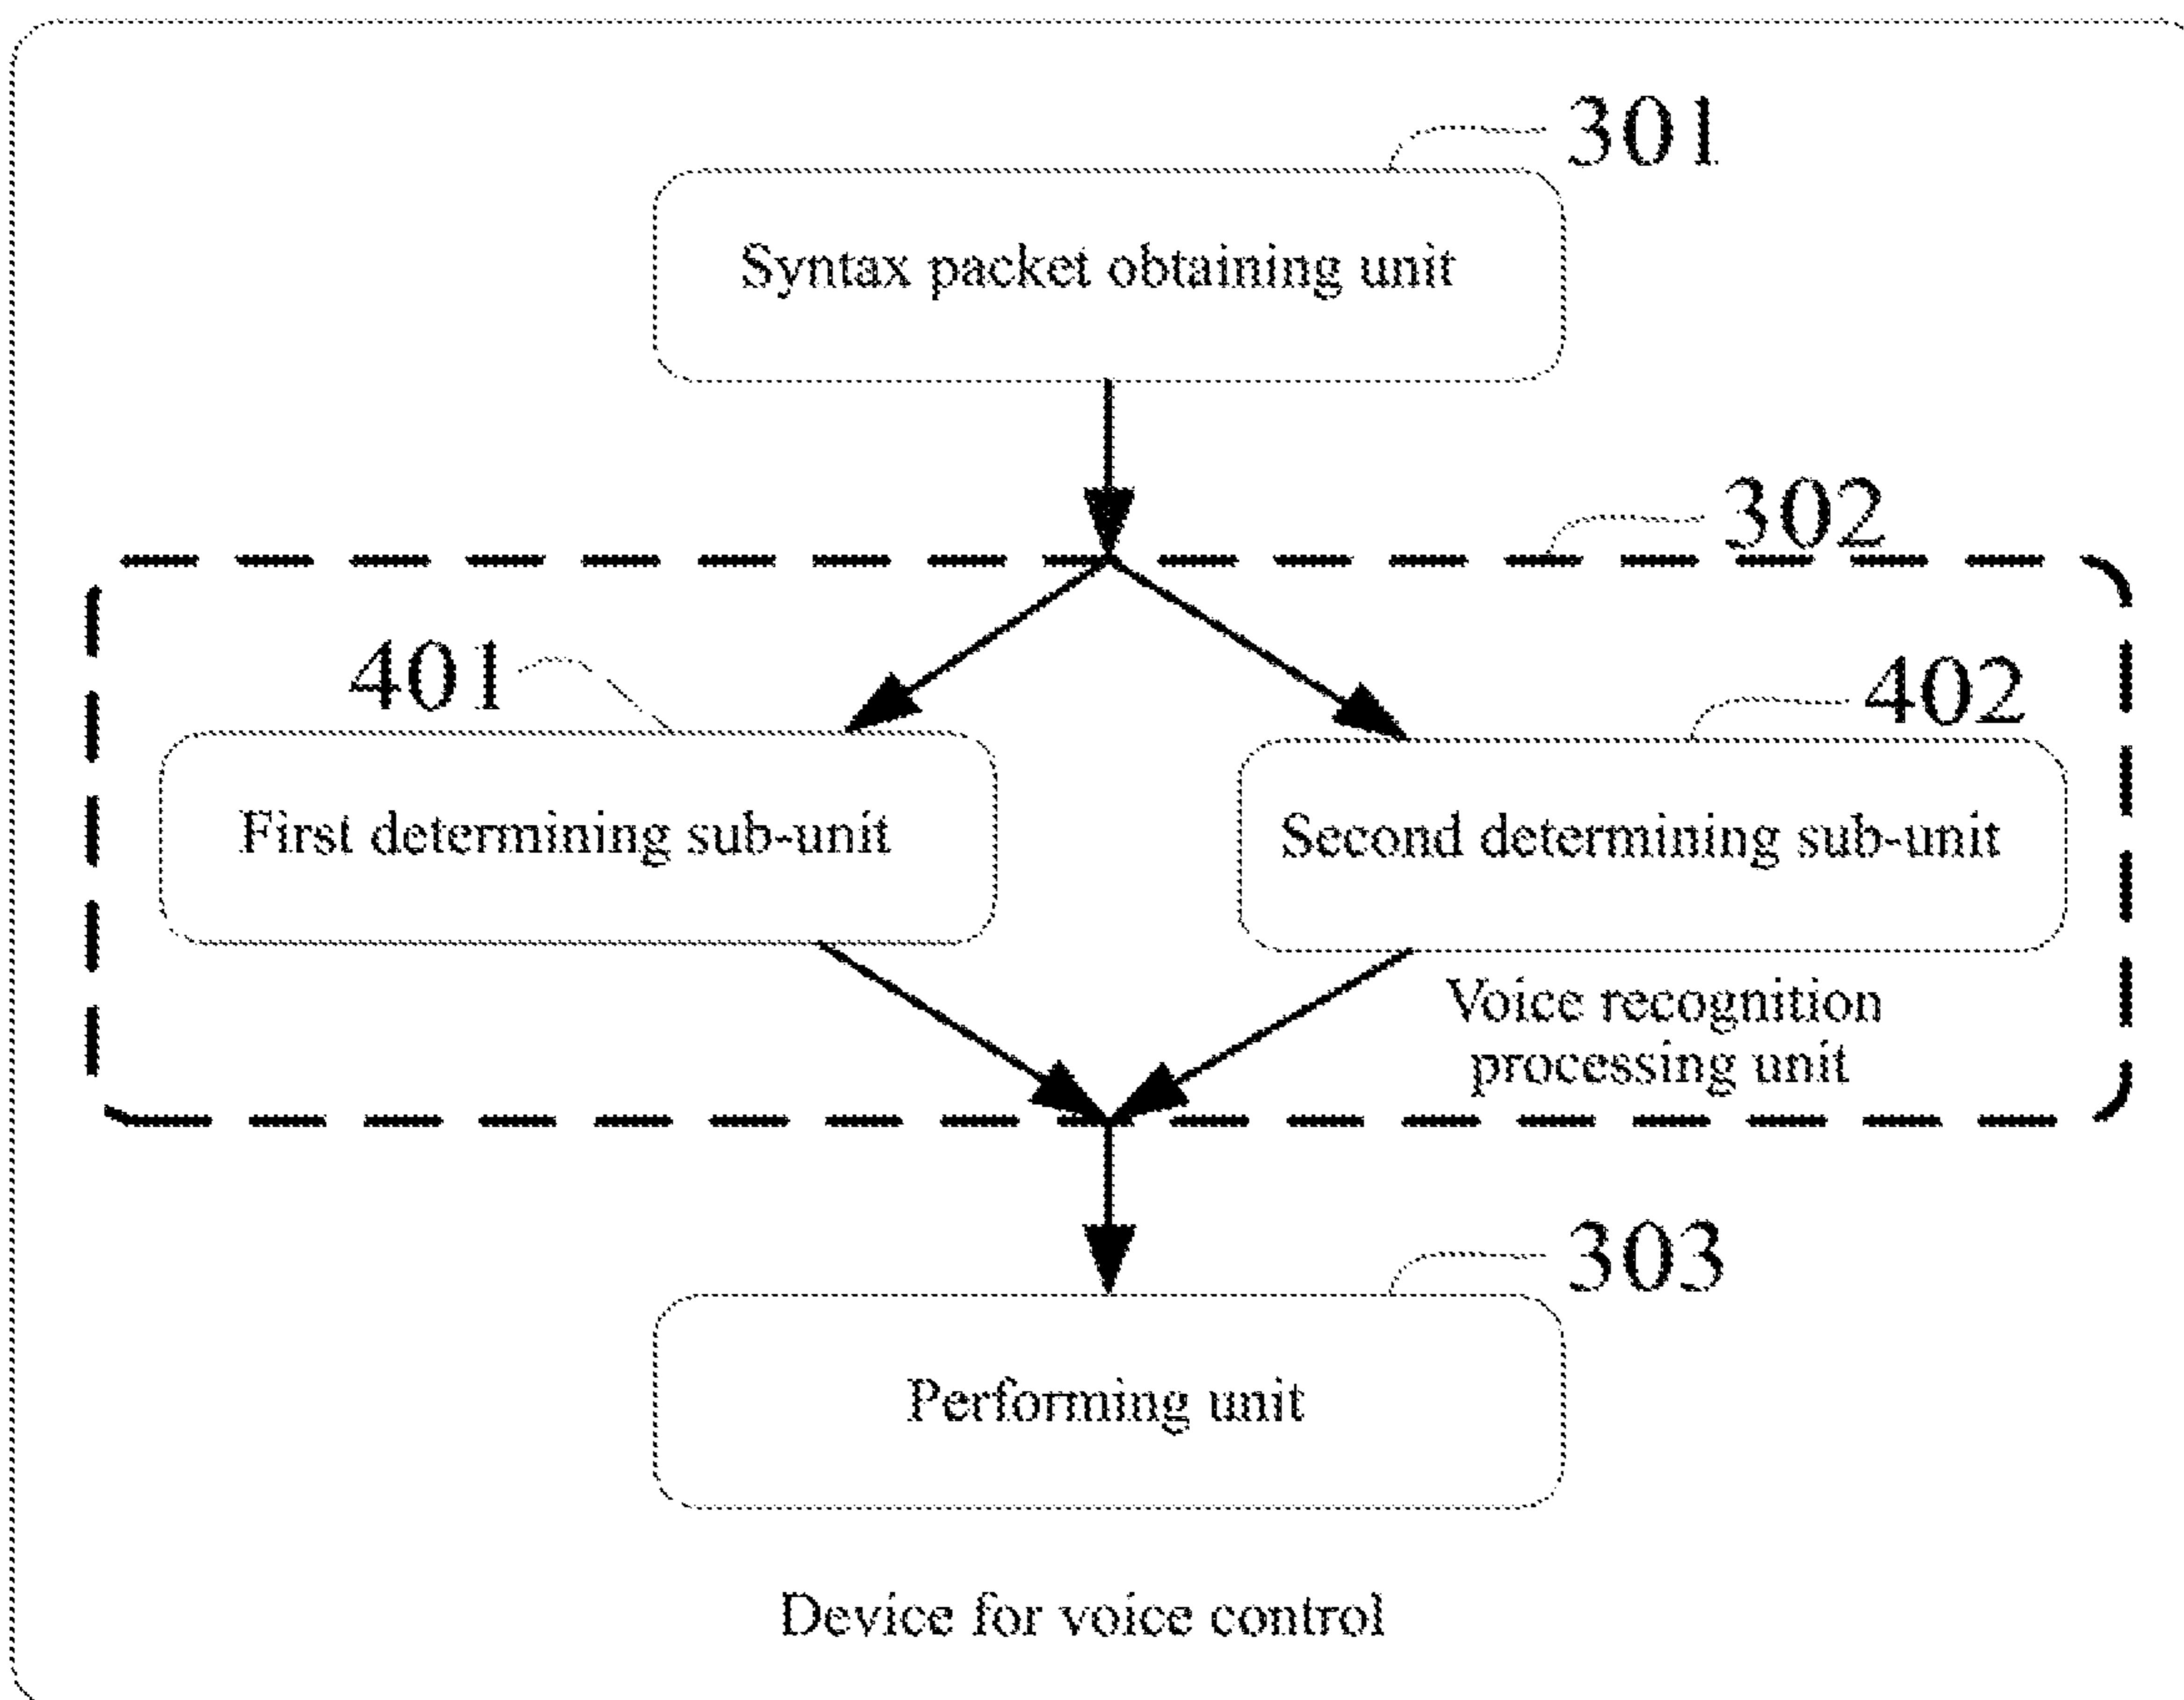 301
Syntax packet obtaining unit
302
401
402
First determining sub-unit
Second determining sub-unit
Voice recognition
processing unit
303
Performing unit
Device for voice control